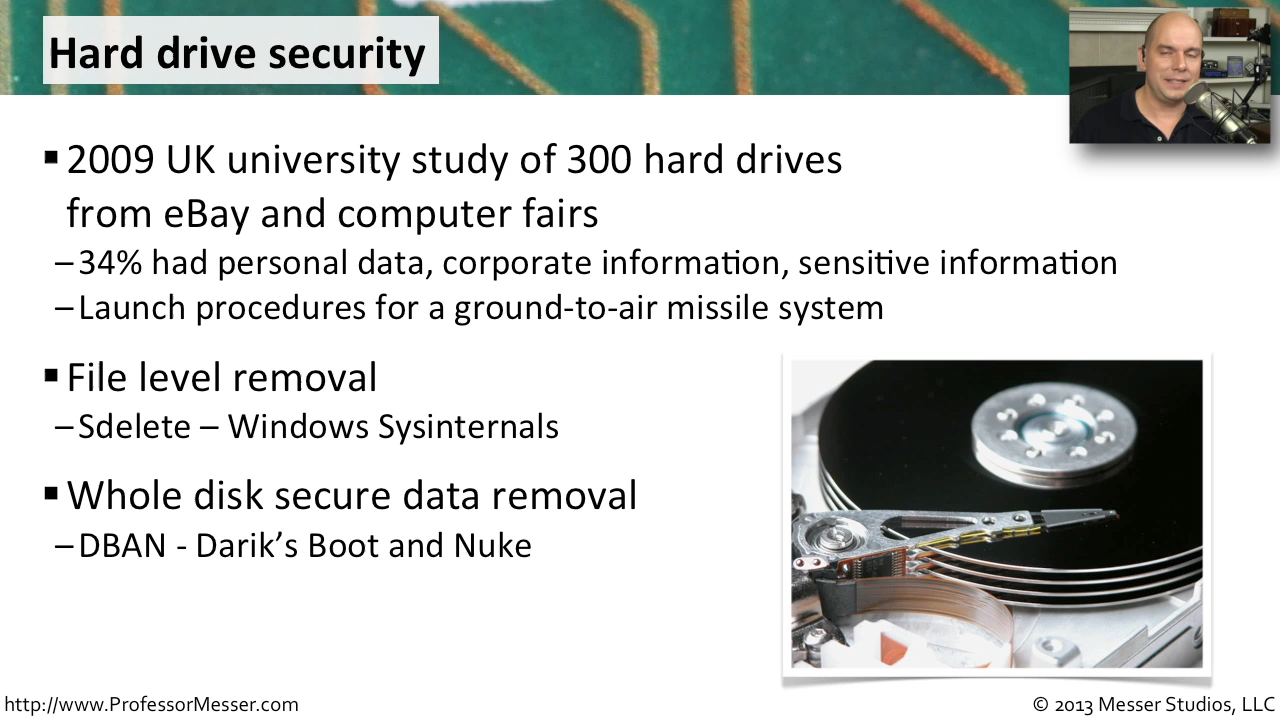 Hard drive security
▪ 2009 UK university study of 300 hard drives
from eBay and computer fairs
– 34% had personal data, corporate information, sensitive information
– Launch procedures for a ground-to-air missile system
▪ File level removal
– Sdelete – Windows Sysinternals
▪ Whole disk secure data removal
– DBAN - Darik’s Boot and Nuke
http://www.ProfessorMesser.com
© 2013 Messer Studios, LLC